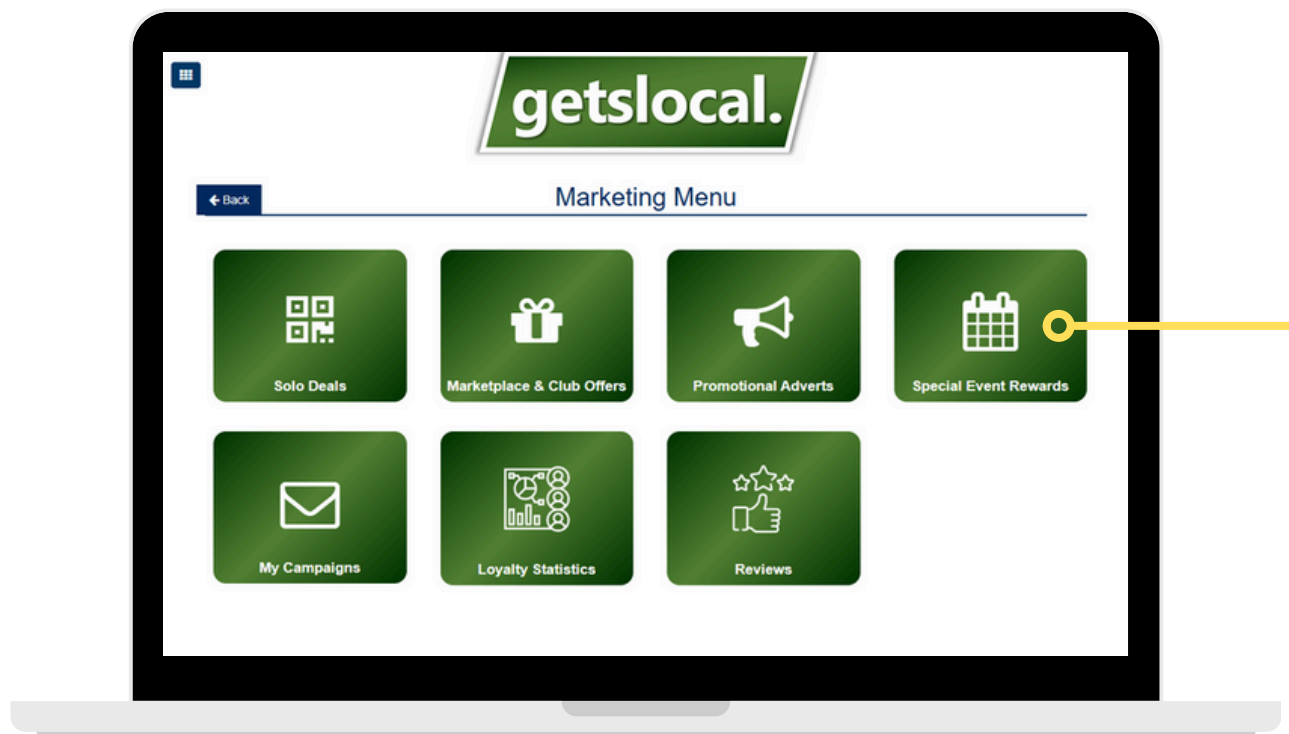 getslocal.
Back
Marketing Menu
Solo Deals
Marketplace & Club Offers
Promotional Adverts
Special Event Rewards
My Campaigns
Loyalty Statistics
Reviews